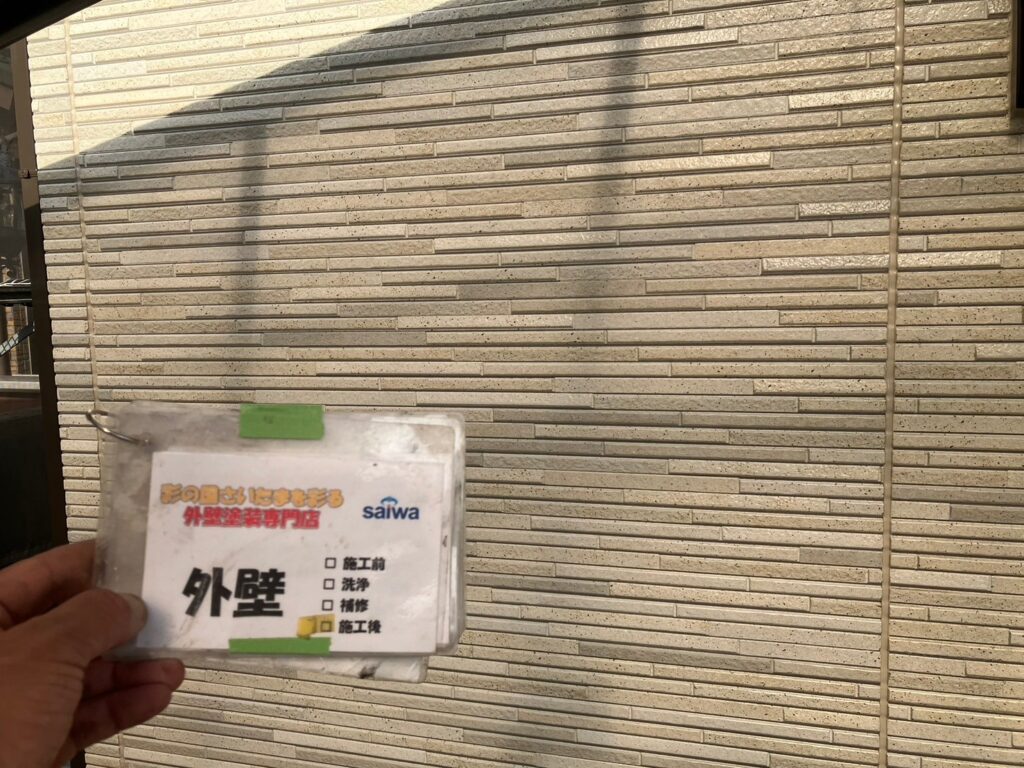 彩の国さいたまを彩る
外壁塗装専門店
saiwa
外壁
□ 施工前
□ 洗浄
□ 補修
□ 施工後